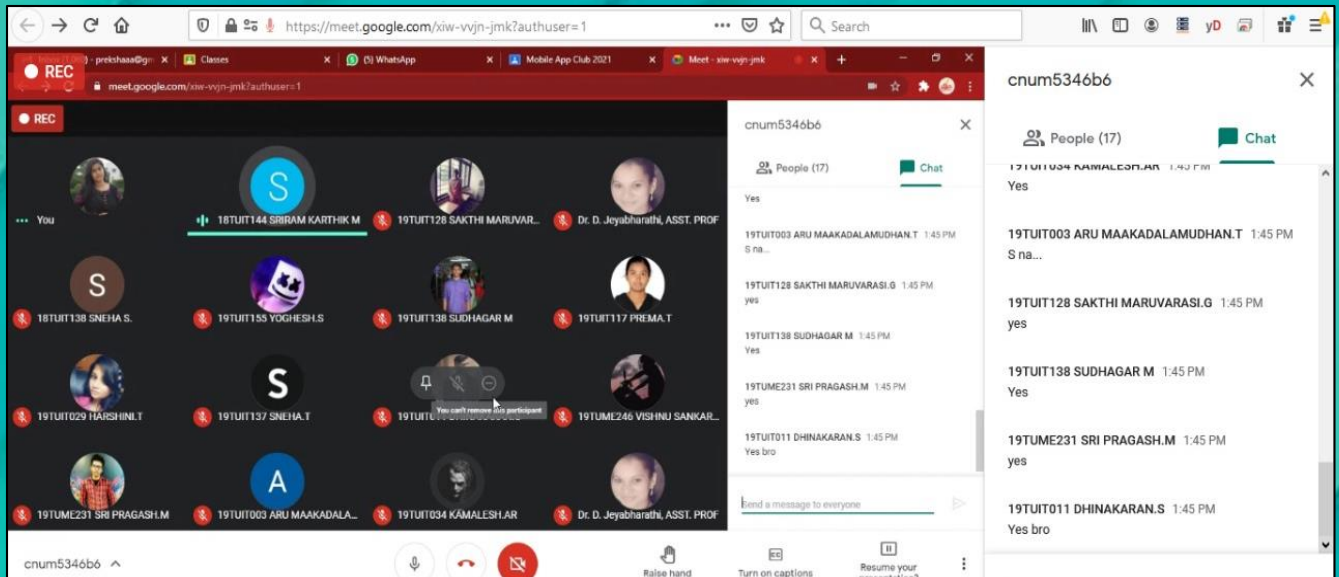 https://meet.google.com/xiw-vvjn-jmk?authuser=1
Search
yD
- prekshaaa@gm
Classes
(5) WhatsApp
Mobile App Club 2021
Meet - xiw-vvjn-jmk
REC
meet.google.com/xiw-vvjn-jmk?authuser=1
REC
You
18TUIT144 SRIRAM KARTHIK M
19TUIT128 SAKTHI MARUVAR...
Dr. D. Jeyabharathi, ASST. PROF
S
S
18TUIT138 SNEHA S.
19TUIT155 YOGHESH.S
19TUIT138 SUDHAGAR M
19TUIT117 PREMA.T
S
19TUIT029 HARSHINI.T
S
19TUIT137 SNEHA.T
You can't remove this participant
19TUME246 VISHNU SANKAR...
19TUME231 SRI PRAGASH.M
A
19TUIT003 ARU MAAKADALA...
19TUIT034 KAMALESH.AR
Dr. D. Jeyabharathi, ASST. PROF
cnum5346b6
People (17)
Chat
Yes
19TUIT003 ARU MAAKADALAMUDHAN.T 1:45 PM
S na...
19TUIT128 SAKTHI MARUVARASI.G 1:45 PM
yes
19TUIT138 SUDHAGAR M 1:45 PM
Yes
19TUME231 SRI PRAGASH.M 1:45 PM
yes
19TUIT011 DHINAKARAN.S 1:45 PM
Yes bro
Send a message to everyone
cnum5346b6
Raise hand
CC
Turn on captions
Resume your
presentation?
cnum5346b6
People (17)
Chat
19TUIT034 KAMALESH.AR 1:45 PM
Yes
19TUIT003 ARU MAAKADALAMUDHAN.T 1:45 PM
S na...
19TUIT128 SAKTHI MARUVARASI.G 1:45 PM
yes
19TUIT138 SUDHAGAR M 1:45 PM
Yes
19TUME231 SRI PRAGASH.M 1:45 PM
yes
19TUIT011 DHINAKARAN.S 1:45 PM
Yes bro